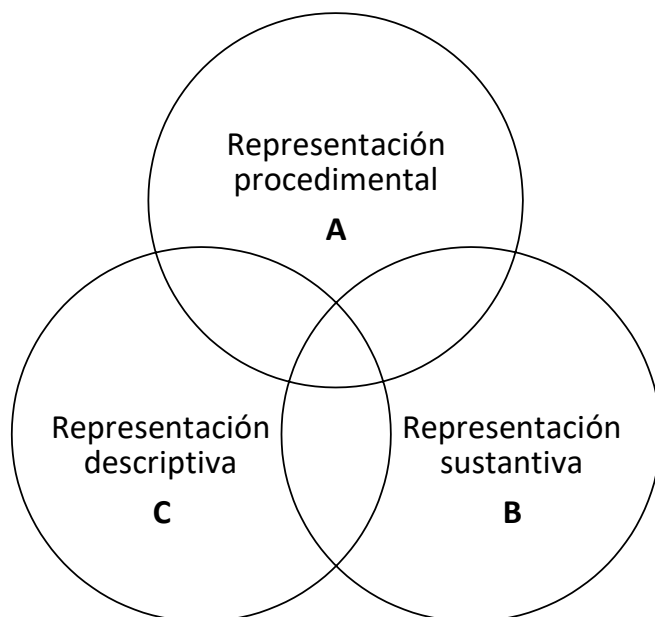 Representación
procedimental
A
Representación
descriptiva
C
Representación
sustantiva
B